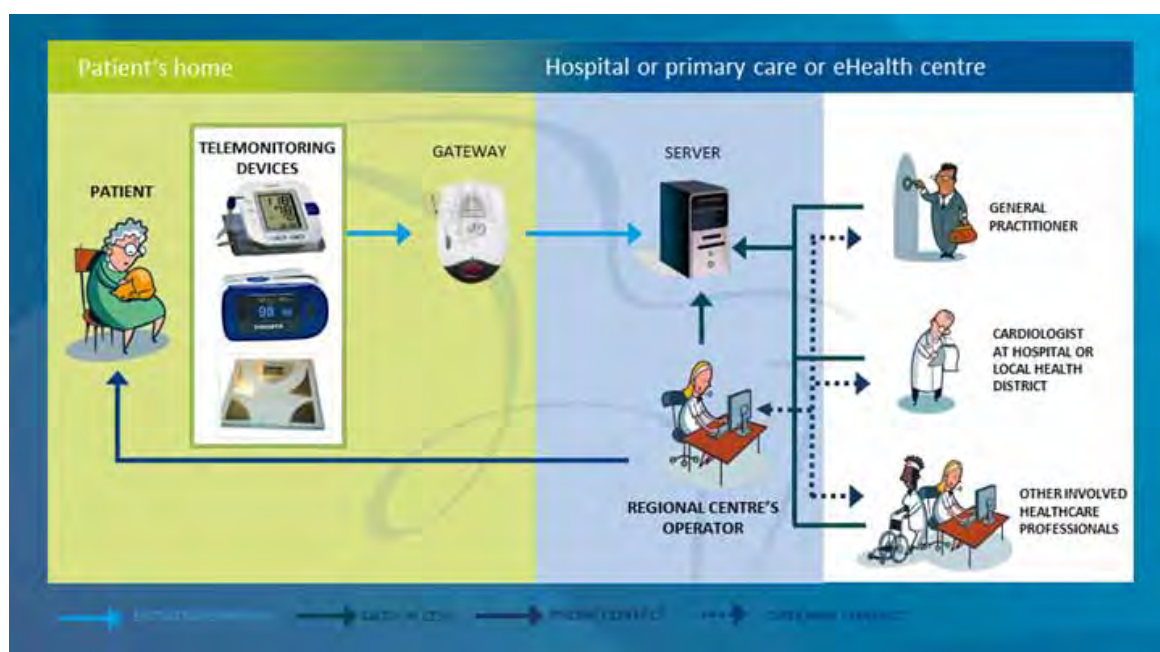 Patient's home
Hospital or primary care or eHealth centre
TELEMONITORING
DEVICES
GATEWAY
SERVER
PATIENT
GENERAL
PRACTITIONER
98
CARDIOLOGIST
AT HOSPITAL OR
LOCAL HEALTH
DISTRICT
REGIONAL CENTRE'S
OPERATOR
OTHER INVOLVED
HEALTHCARE
PROFESSIONALS